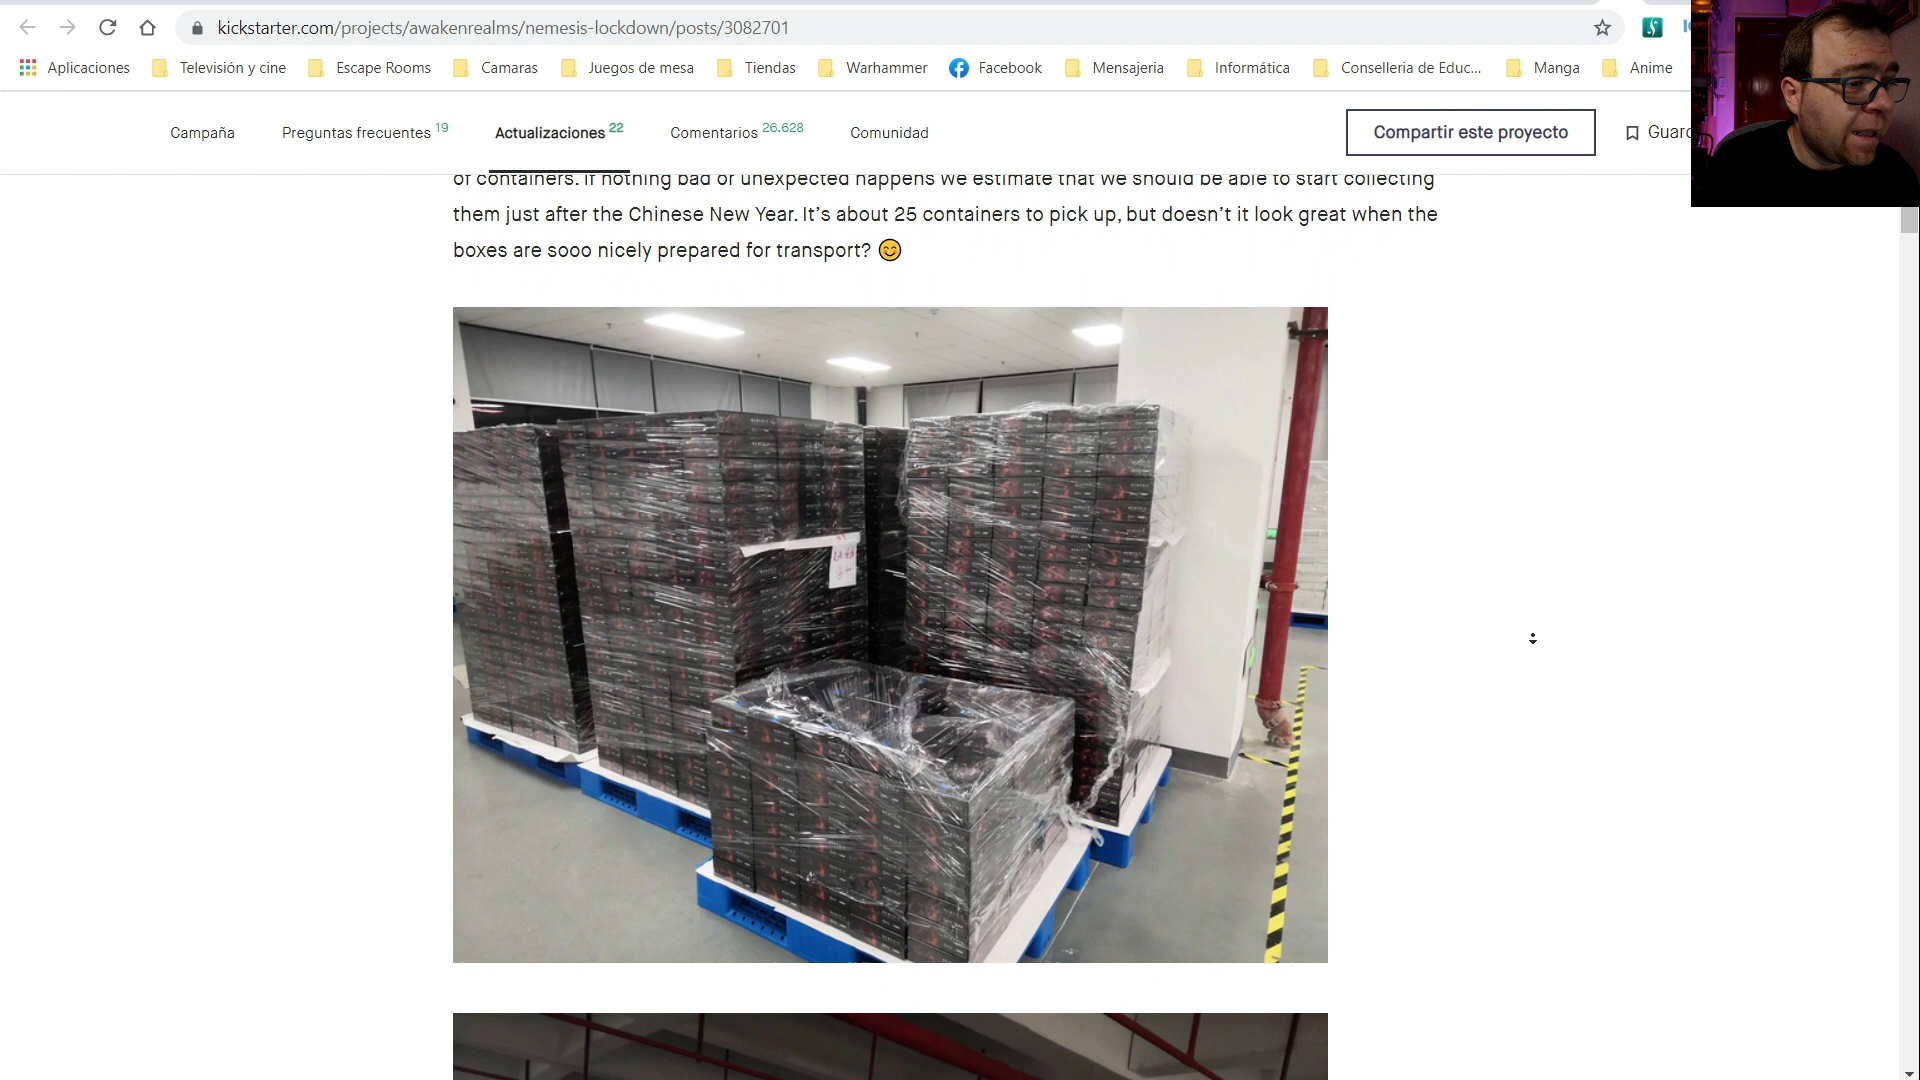 kickstarter.com/projects/awakenrealms/nemesis-lockdown/posts/3082701
Aplicaciones Televisión y cine Escape Rooms Camaras Juegos de mesa Tiendas Warhammer Facebook Mensajeria Informática Conselleria de Educ... Manga Anime
Campaña Preguntas frecuentes 19 Actualizaciones 22 Comentarios 26.628 Comunidad Compartir este proyecto Guard
of containers. If nothing bad or unexpected happens we estimate that we should be able to start collecting
them just after the Chinese New Year. It's about 25 containers to pick up, but doesn't it look great when the
boxes are sooo nicely prepared for transport? 😊